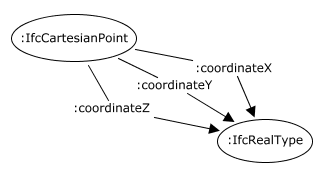 :IfcCartesianPoint
:coordinateX
:coordinateY
:coordinateZ
:IfcRealType